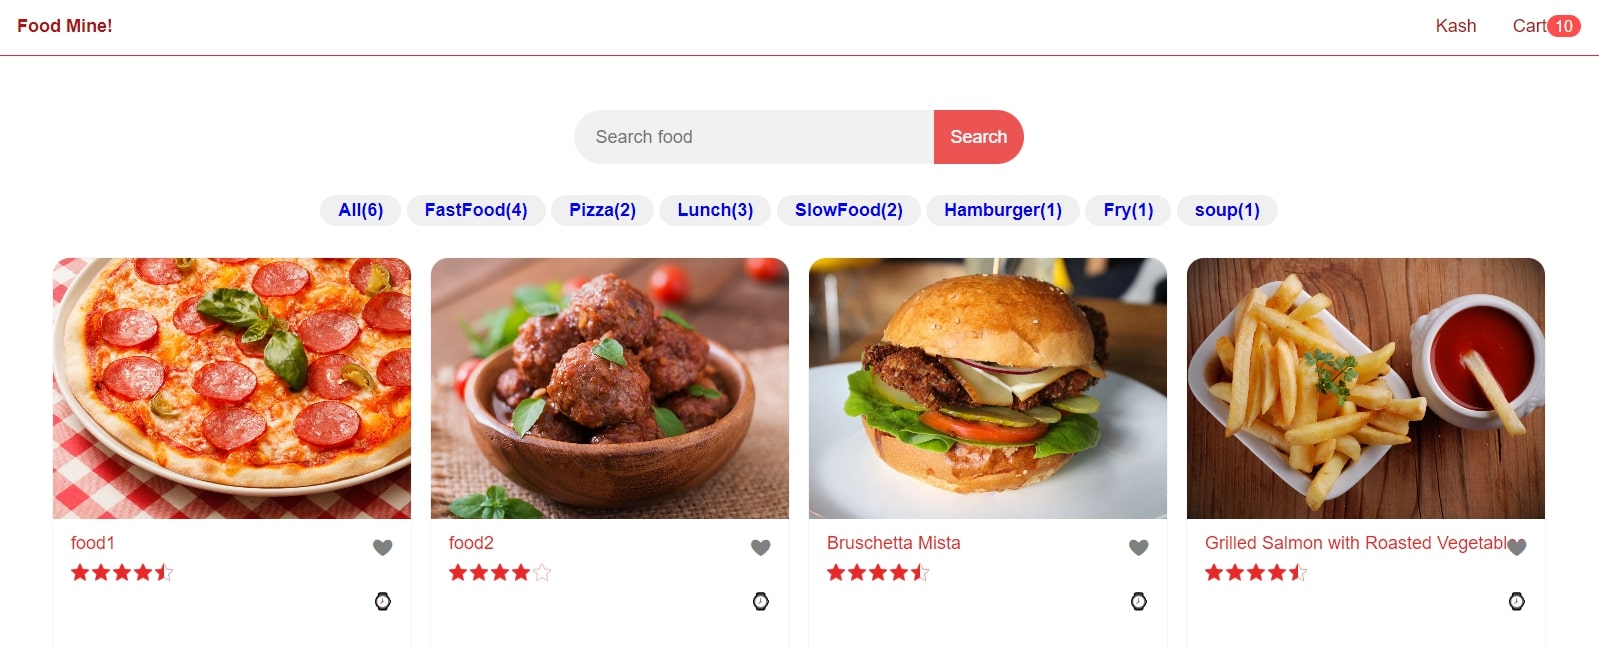 Food Mine!
Kash
Cart 10
Search food
Search
All(6) FastFood(4) Pizza(2) Lunch(3) SlowFood(2) Hamburger(1) Fry(1) soup(1)
food1
food2
Bruschetta Mista
Grilled Salmon with Roasted Vegetabl